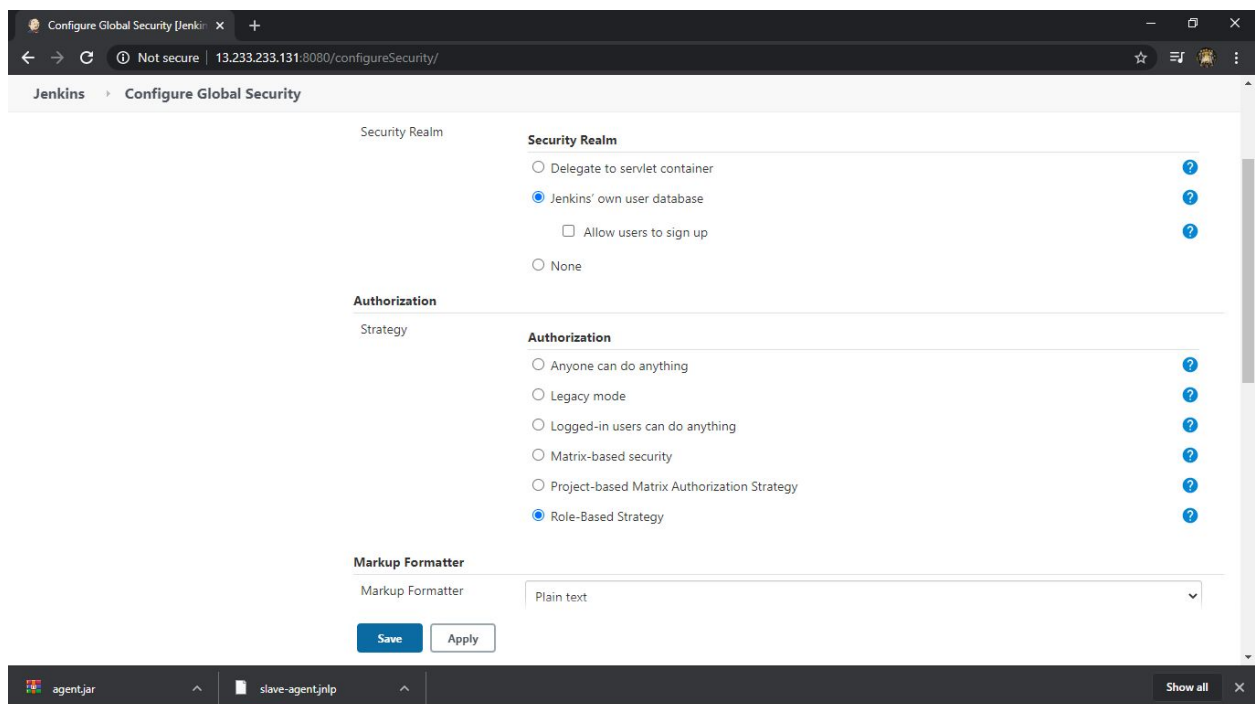 Configure Global Security [Jenkin
Not secure | 13.233.233.131:8080/configureSecurity/
Jenkins › Configure Global Security
Security Realm
Security Realm
Delegate to servlet container
Jenkins' own user database
Allow users to sign up
None
Authorization
Strategy
Authorization
Anyone can do anything
Legacy mode
Logged-in users can do anything
Matrix-based security
Project-based Matrix Authorization Strategy
Role-Based Strategy
Markup Formatter
Markup Formatter
Plain text
Save Apply
agent.jar slave-agent.jnlp Show all